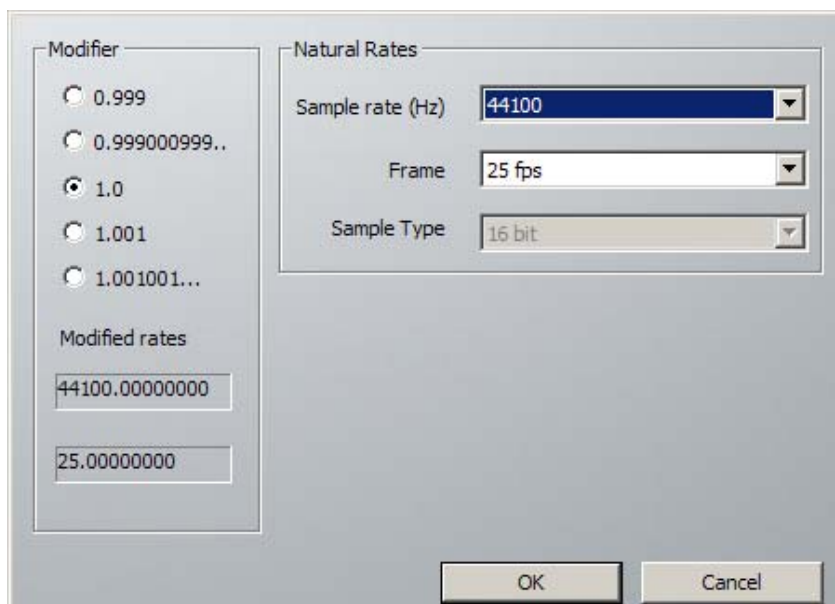 Modifier
0.999
0.999000999..
1.0
1.001
1.001001...
Modified rates
44100.00000000
25.00000000
Natural Rates
Sample rate (Hz) 44100
Frame 25 fps
Sample Type 16 bit
OK Cancel